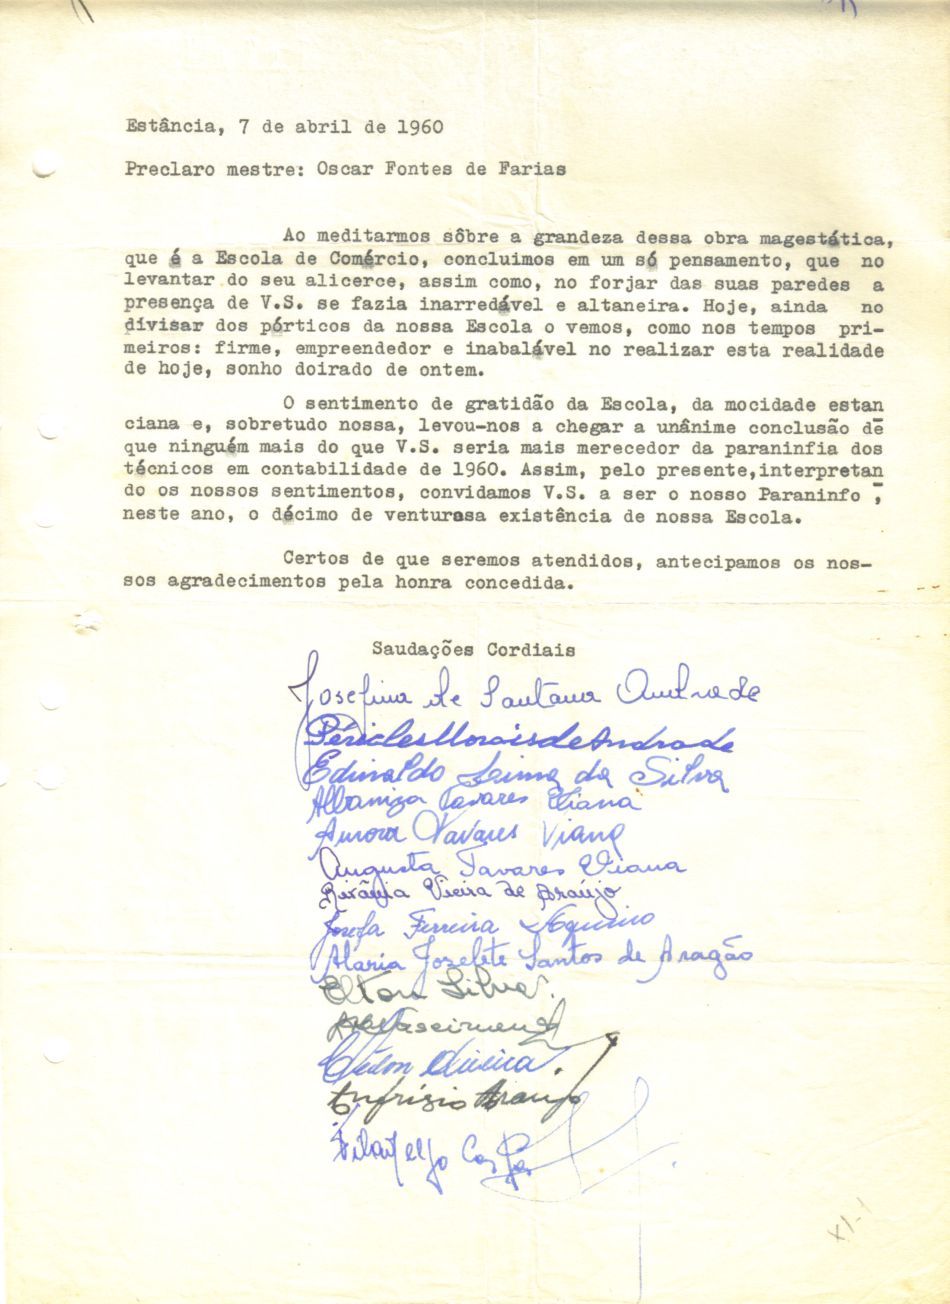 Estância, 7 de abril de 1960
Preclaro mestre: Oscar Fontes de Farias
Ao meditarmos sôbre a grandeza dessa obra magestática,
que é a Escola de Comércio, concluimos em um só pensamento, que no
levantar do seu alicerce, assim como, no forjar das suas paredes a
presença de V.S. se fazia inarredável e altaneira. Hoje, ainda no
divisar dos pórticos da nossa Escola o vemos, como nos tempos pri-
meiros: firme, empreendedor e inabalável no realizar esta realidade
de hoje, sonho doirado de ontem.
O sentimento de gratidão da Escola, da mocidade estan
ciana e, sobretudo nossa, levou-nos a chegar a unânime conclusão de
que ninguém mais do que V.S. seria mais merecedor da paraninfia dos
técnicos em contabilidade de 1960. Assim, pelo presente,interpretan
do os nossos sentimentos, convidamos V.S. a ser o nosso Paraninfo ,
neste ano, o décimo de venturosa existência de nossa Escola.
Certos de que seremos atendidos, antecipamos os nos-
sos agradecimentos pela honra concedida.
Saudações Cordiais
Josefina de Santana Andrade
Péricles Morais de Andrade
Edinaldo Leima da Silva
Albaniza Tavares Viana
Aurora Tavares Viana
Augusta Tavares Viana
Rivânia Vieira de Araújo
Josefa Ferreira Aquino
Maria Jozelete Santos de Aragão
Elton Silva.
Nascimento
Oliveira.
Araujo
XI-1